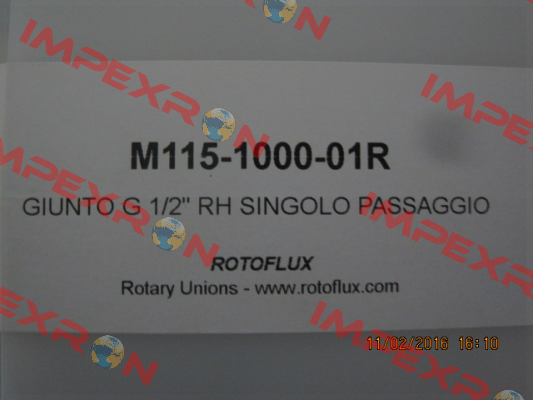 IMPEXRON
M115-1000-01R
GIUNTO G 1/2" RH SINGOLO PASSAGGIO
ROTOFLUX
Rotary Unions - www.rotoflux.com
11/02/2016 16:10